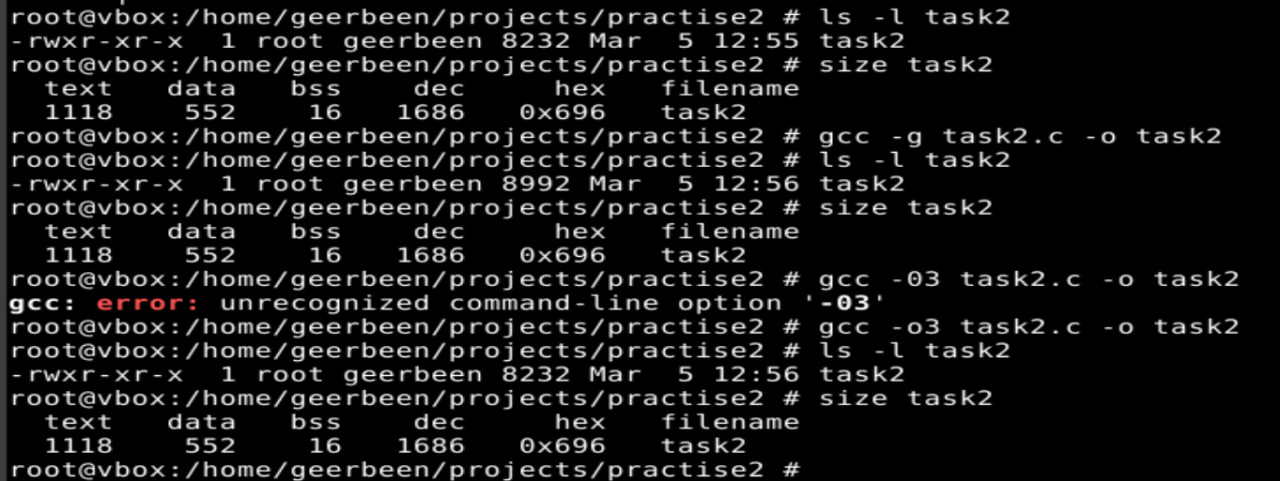 root@vbox:/home/geerbeen/projects/practise2 # ls -l task2
-rwxr-xr-x  1 root geerbeen 8232 Mar  5 12:55 task2
root@vbox:/home/geerbeen/projects/practise2 # size task2
  text   data   bss    dec     hex   filename
  1118    552    16   1686   0x696   task2
root@vbox:/home/geerbeen/projects/practise2 # gcc -g task2.c -o task2
root@vbox:/home/geerbeen/projects/practise2 # ls -l task2
-rwxr-xr-x  1 root geerbeen 8992 Mar  5 12:56 task2
root@vbox:/home/geerbeen/projects/practise2 # size task2
  text   data   bss    dec     hex   filename
  1118    552    16   1686   0x696   task2
root@vbox:/home/geerbeen/projects/practise2 # gcc -03 task2.c -o task2
gcc: error: unrecognized command-line option '-03'
root@vbox:/home/geerbeen/projects/practise2 # gcc -o3 task2.c -o task2
root@vbox:/home/geerbeen/projects/practise2 # ls -l task2
-rwxr-xr-x  1 root geerbeen 8232 Mar  5 12:56 task2
root@vbox:/home/geerbeen/projects/practise2 # size task2
  text   data   bss    dec     hex   filename
  1118    552    16   1686   0x696   task2
root@vbox:/home/geerbeen/projects/practise2 #